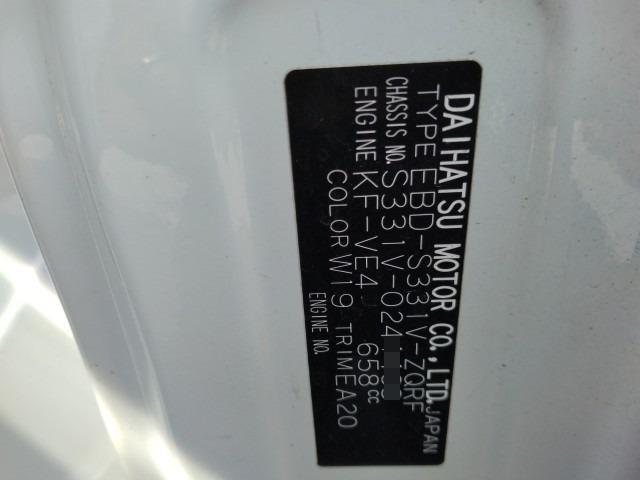 DAIHATSU MOTOR CO.,LTD. JAPAN
TYPE EBD-S331V-ZQRF
CHASSIS NO. S331V-024
ENGINE KF-VE4 658cc
COLOR W19 TRIM EA20
ENGINE NO.